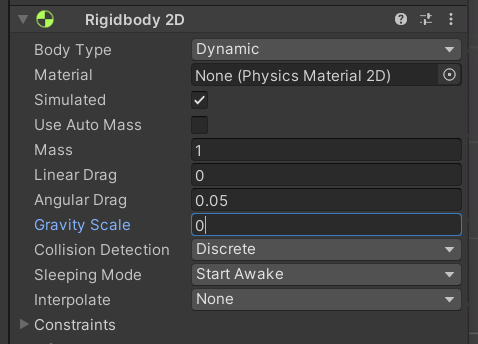 Rigidbody 2D
Body Type Dynamic
Material None (Physics Material 2D)
Simulated
Use Auto Mass
Mass 1
Linear Drag 0
Angular Drag 0.05
Gravity Scale 0
Collision Detection Discrete
Sleeping Mode Start Awake
Interpolate None
Constraints